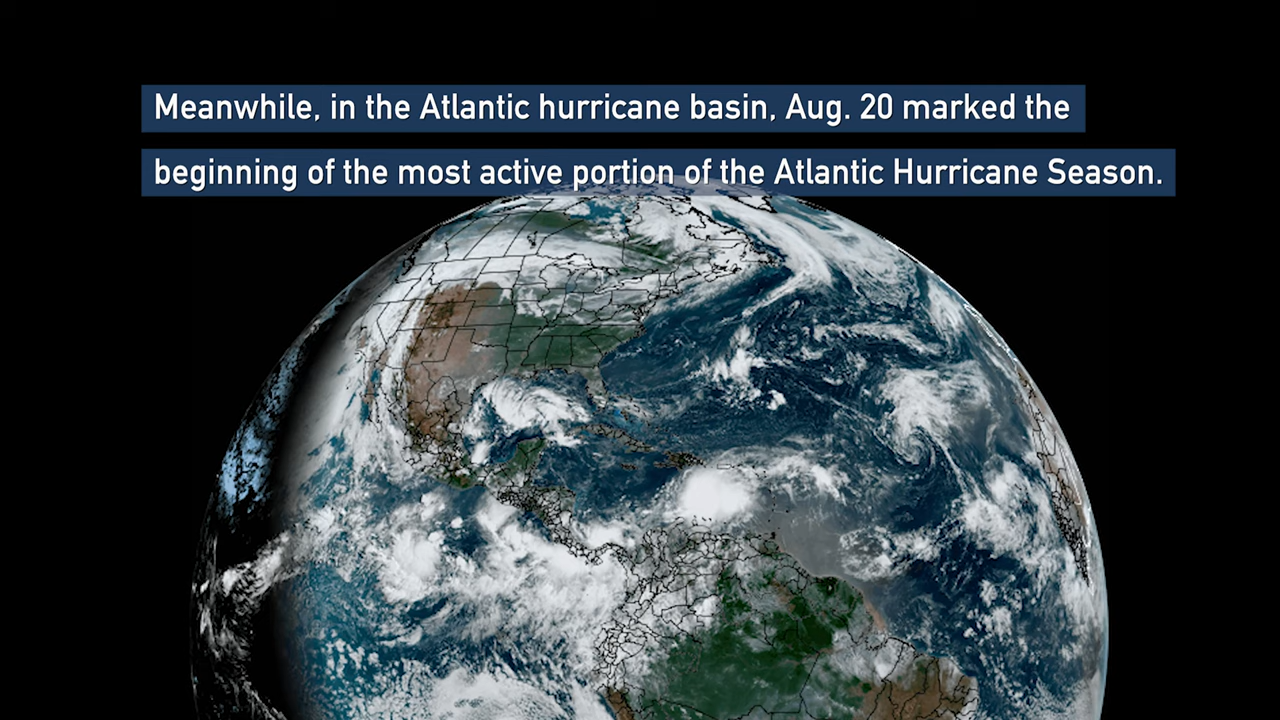 Meanwhile, in the Atlantic hurricane basin, Aug. 20 marked the
beginning of the most active portion of the Atlantic Hurricane Season.